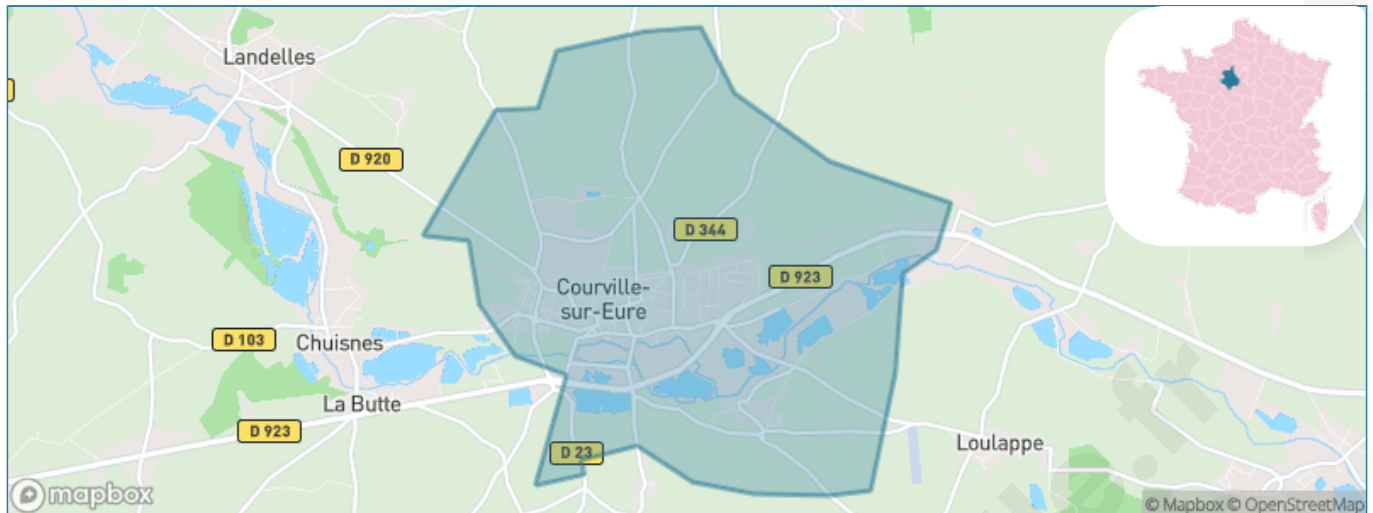 Landelles
D 920
D 344
D 923
Courville-
sur-Eure
D 103
Chuisnes
La Butte
D 923
D 23
Loulappe
mapbox
© Mapbox © OpenStreetMap